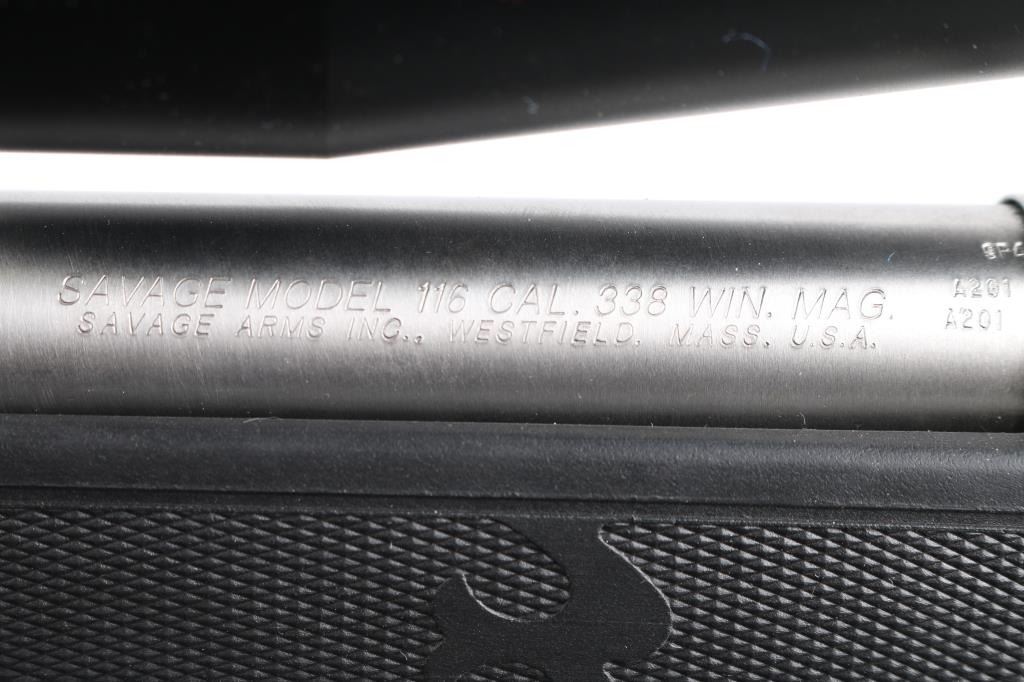 SAVAGE MODEL 116 CAL. 338 WIN. MAG.
SAVAGE ARMS INC., WESTFIELD, MASS. U.S.A.
A201
A201